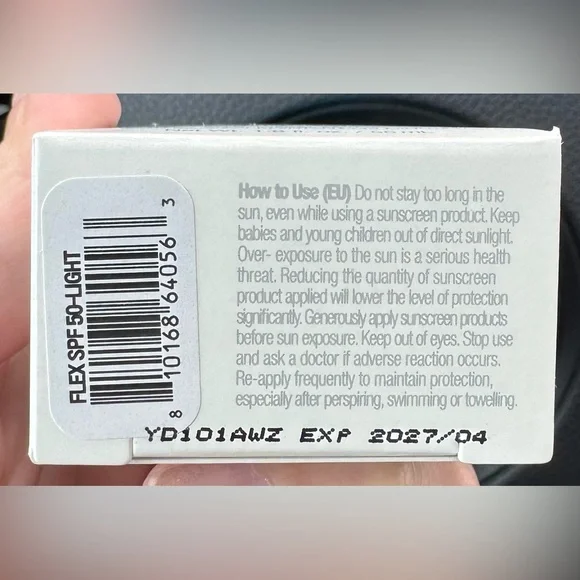 How to Use (EU) Do not stay too long in the
sun, even while using a sunscreen product. Keep
babies and young children out of direct sunlight.
Over- exposure to the sun is a serious health
threat. Reducing the quantity of sunscreen
product applied will lower the level of protection
significantly. Generously apply sunscreen products
before sun exposure. Keep out of eyes. Stop use
and ask a doctor if adverse reaction occurs.
Re-apply frequently to maintain protection,
especially after perspiring, swimming or towelling.
FLEX SPF 50-LIGHT
8 10168 64056 3
YD101AWZ EXP 2027/04